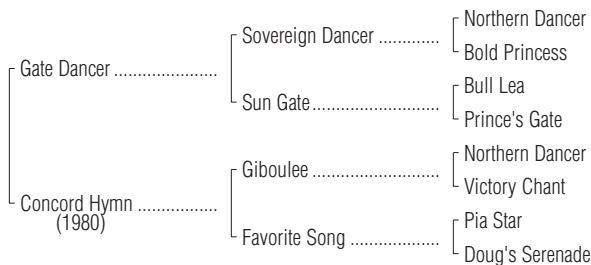 Northern Dancer
Sovereign Dancer .............
Bold Princess
Gate Dancer ......................
Bull Lea
Sun Gate...........................
Prince's Gate
Northern Dancer
Giboulee ...........................
Victory Chant
Concord Hymn .................
(1980)
Pia Star
Favorite Song ...................
Doug's Serenade